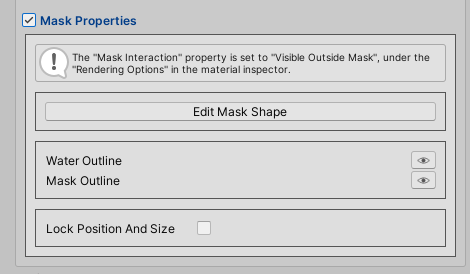 Mask Properties
The "Mask Interaction" property is set to "Visible Outside Mask", under the
"Rendering Options" in the material inspector.
Edit Mask Shape
Water Outline
Mask Outline
Lock Position And Size